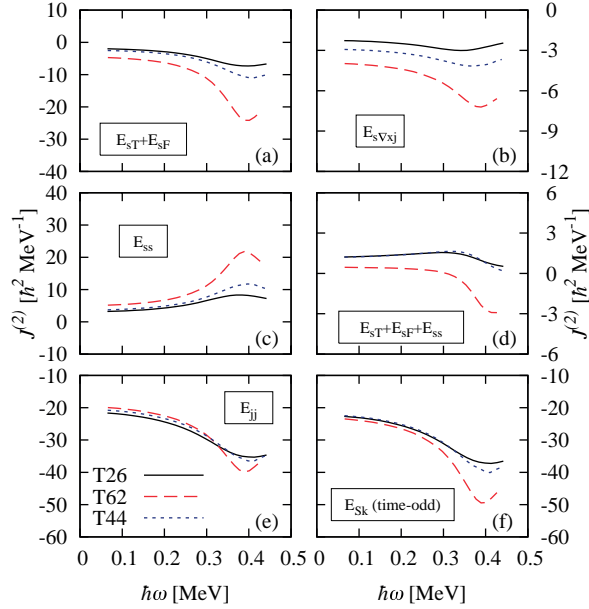 10
0
-10
-20
-30
-40
E_sT+E_sF
(a)
0
-3
-6
-9
-12
E_s∇xj
(b)
J^(2) [ħ² MeV⁻¹]
40
30
20
10
0
-10
E_ss
(c)
6
3
0
-3
-6
E_sT+E_sF+E_ss
(d)
J^(2) [ħ² MeV⁻¹]
-10
-20
-30
-40
-50
-60
E_jj
T26
T62
T44
(e)
-10
-20
-30
-40
-50
-60
E_Sk (time-odd)
(f)
0 0.1 0.2 0.3 0.4 0.5
0 0.1 0.2 0.3 0.4 0.5
ħω [MeV]
ħω [MeV]